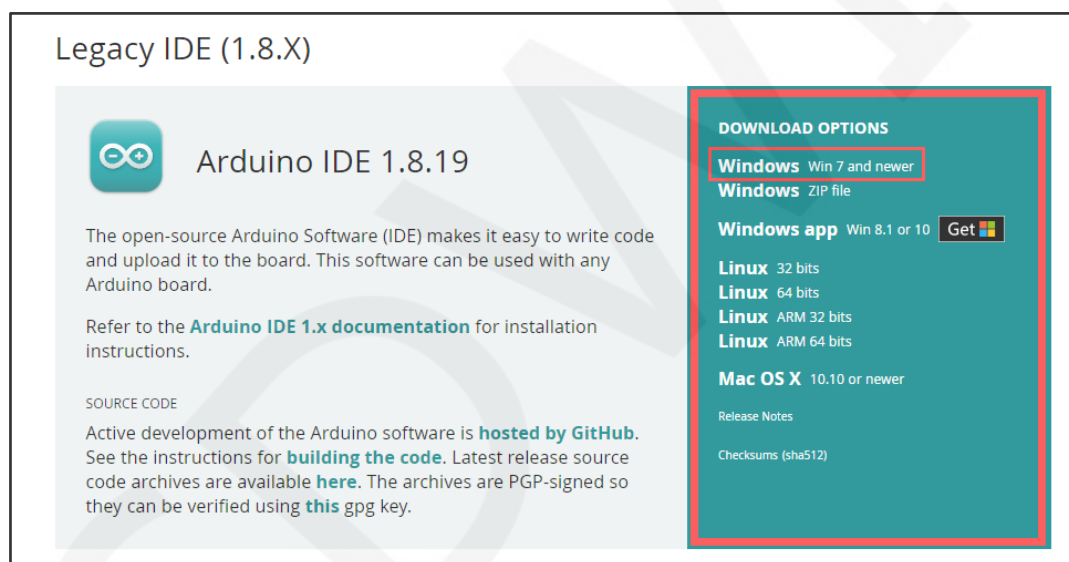 Legacy IDE (1.8.X)
Arduino IDE 1.8.19
The open-source Arduino Software (IDE) makes it easy to write code
and upload it to the board. This software can be used with any
Arduino board.
Refer to the Arduino IDE 1.x documentation for installation
instructions.
SOURCE CODE
Active development of the Arduino software is hosted by GitHub.
See the instructions for building the code. Latest release source
code archives are available here. The archives are PGP-signed so
they can be verified using this gpg key.
DOWNLOAD OPTIONS
Windows Win 7 and newer
Windows ZIP file
Windows app Win 8.1 or 10 Get
Linux 32 bits
Linux 64 bits
Linux ARM 32 bits
Linux ARM 64 bits
Mac OS X 10.10 or newer
Release Notes
Checksums (sha512)